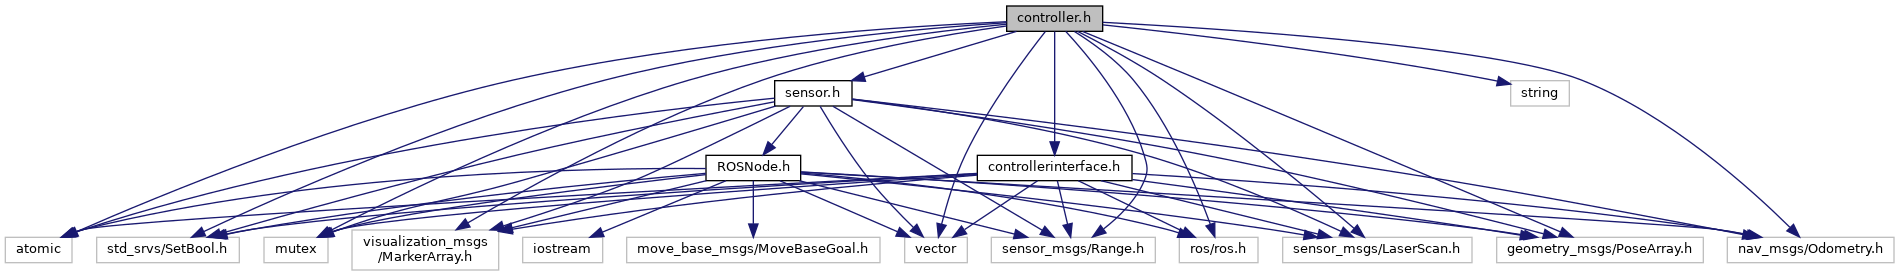 controller.h
sensor.h
string
ROSNode.h
controllerinterface.h
atomic
std_srvs/SetBool.h
mutex
visualization_msgs
/MarkerArray.h
iostream
move_base_msgs/MoveBaseGoal.h
vector
sensor_msgs/Range.h
ros/ros.h
sensor_msgs/LaserScan.h
geometry_msgs/PoseArray.h
nav_msgs/Odometry.h